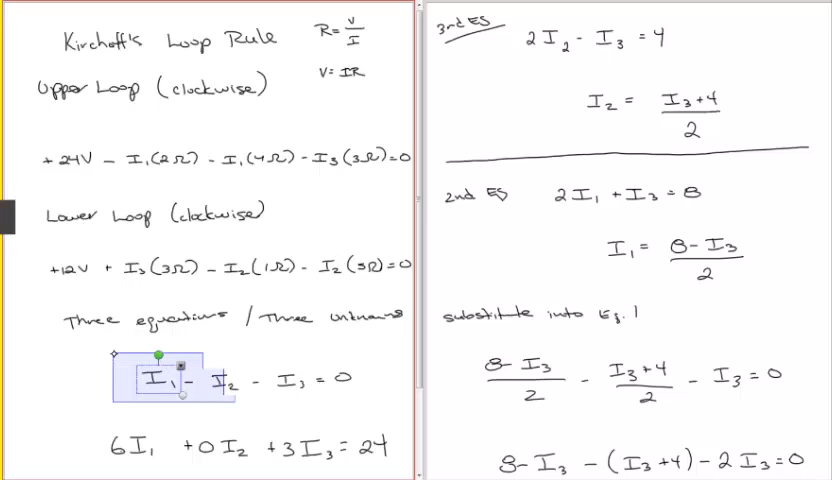 Kirchoff's Loop Rule R = V/I
V = IR
Upper Loop (clockwise)
+24V - I₁(2Ω) - I₁(4Ω) - I₃(3Ω) = 0
Lower Loop (clockwise)
+12V + I₃(3Ω) - I₂(1Ω) - I₂(5Ω) = 0
Three equations / Three unknowns
I₁ - I₂ - I₃ = 0
6I₁ + 0I₂ + 3I₃ = 24
3rd Eq
2I₂ - I₃ = 4
I₂ = (I₃+4)/2
2nd Eq 2I₁ + I₃ = 8
I₁ = (8-I₃)/2
substitute into Eq. 1
(8-I₃)/2 - (I₃+4)/2 - I₃ = 0
8-I₃ - (I₃+4) - 2I₃ = 0